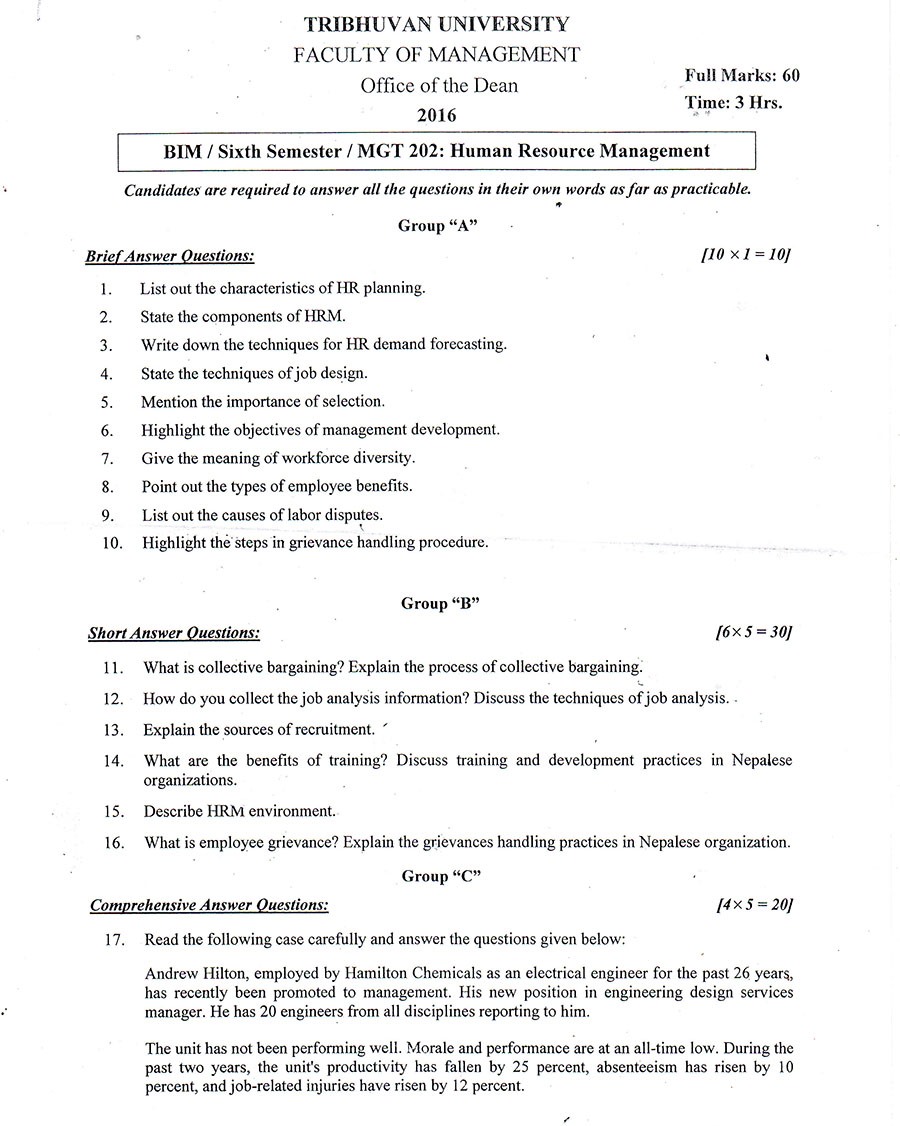 TRIBHUVAN UNIVERSITY
FACULTY OF MANAGEMENT
Office of the Dean
2016
Full Marks: 60
Time: 3 Hrs.
BIM / Sixth Semester / MGT 202: Human Resource Management
Candidates are required to answer all the questions in their own words as far as practicable.
Group “A”
Brief Answer Questions: [10 × 1 = 10]
1. List out the characteristics of HR planning.
2. State the components of HRM.
3. Write down the techniques for HR demand forecasting.
4. State the techniques of job design.
5. Mention the importance of selection.
6. Highlight the objectives of management development.
7. Give the meaning of workforce diversity.
8. Point out the types of employee benefits.
9. List out the causes of labor disputes.
10. Highlight the steps in grievance handling procedure.
Group “B”
Short Answer Questions: [6× 5 = 30]
11. What is collective bargaining? Explain the process of collective bargaining.
12. How do you collect the job analysis information? Discuss the techniques of job analysis.
13. Explain the sources of recruitment.
14. What are the benefits of training? Discuss training and development practices in Nepalese
organizations.
15. Describe HRM environment.
16. What is employee grievance? Explain the grievances handling practices in Nepalese organization.
Group “C”
Comprehensive Answer Questions: [4× 5 = 20]
17. Read the following case carefully and answer the questions given below:
Andrew Hilton, employed by Hamilton Chemicals as an electrical engineer for the past 26 years,
has recently been promoted to management. His new position in engineering design services
manager. He has 20 engineers from all disciplines reporting to him.
The unit has not been performing well. Morale and performance are at an all-time low. During the
past two years, the unit's productivity has fallen by 25 percent, absenteeism has risen by 10
percent, and job-related injuries have risen by 12 percent.